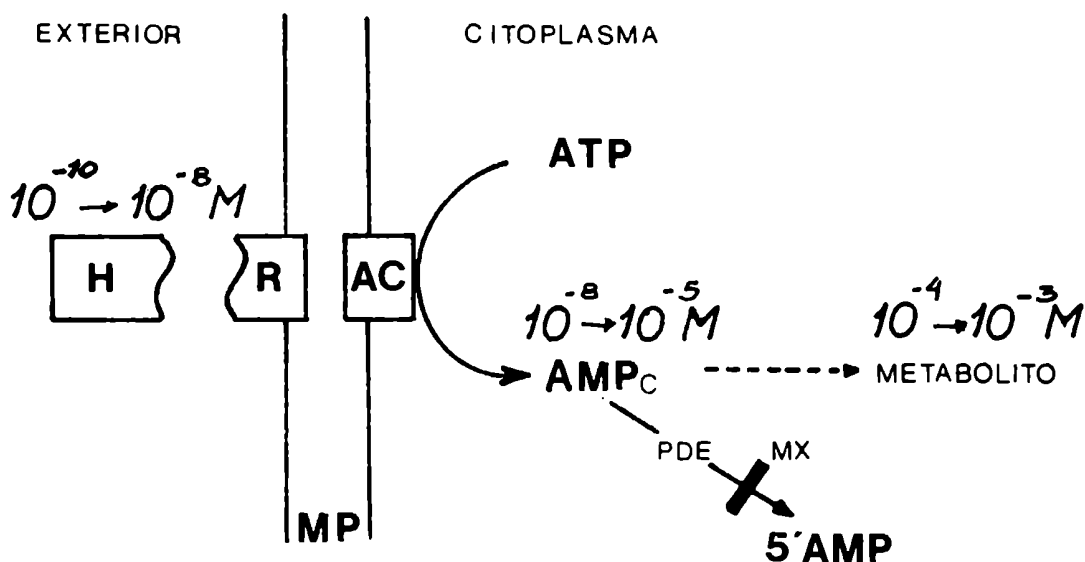 EXTERIOR
CITOPLASMA
ATP
10⁻¹⁰ → 10⁻⁸ M
H
R
AC
10⁻⁸ → 10⁻⁵ M
10⁻⁴ → 10⁻³ M
AMPc
METABOLITO
PDE
MX
MP
5´AMP